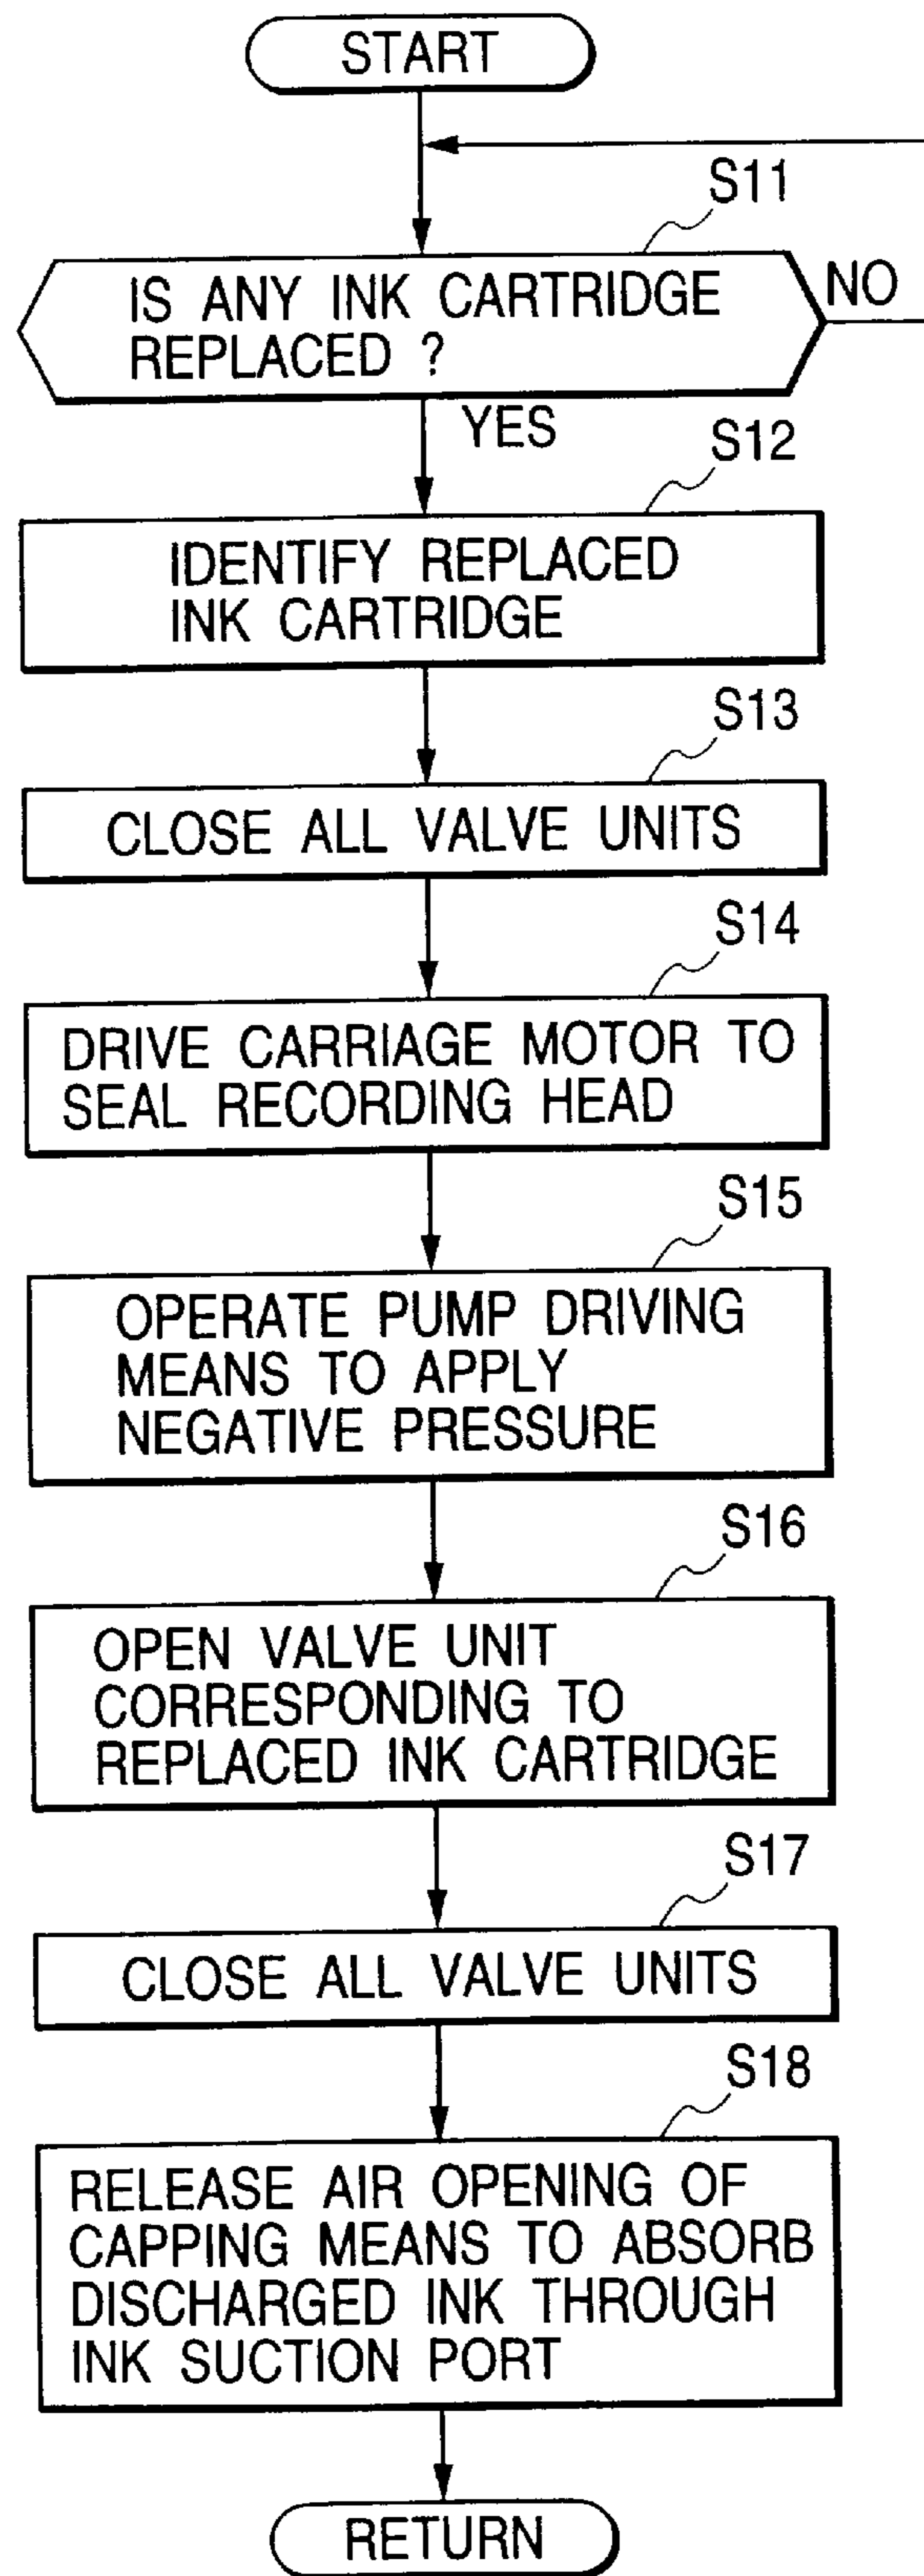 START
S11
IS ANY INK CARTRIDGE
REPLACED ?
NO
YES
S12
IDENTIFY REPLACED
INK CARTRIDGE
S13
CLOSE ALL VALVE UNITS
S14
DRIVE CARRIAGE MOTOR TO
SEAL RECORDING HEAD
S15
OPERATE PUMP DRIVING
MEANS TO APPLY
NEGATIVE PRESSURE
S16
OPEN VALVE UNIT
CORRESPONDING TO
REPLACED INK CARTRIDGE
S17
CLOSE ALL VALVE UNITS
S18
RELEASE AIR OPENING OF
CAPPING MEANS TO ABSORB
DISCHARGED INK THROUGH
INK SUCTION PORT
RETURN